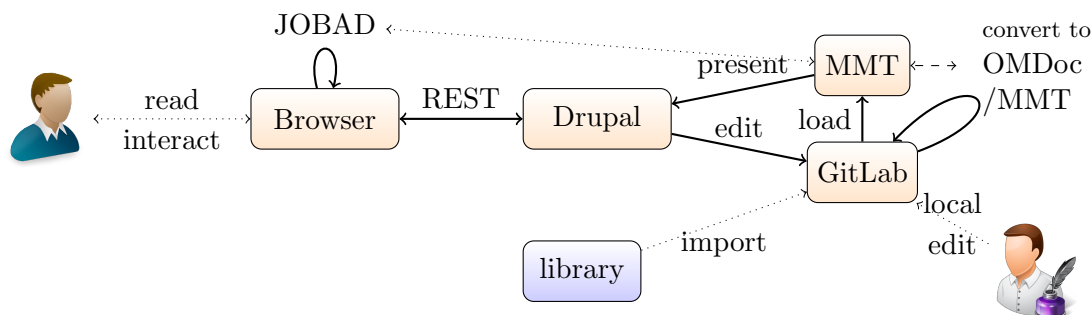 JOBAD
convert to
OMDoc
/MMT
MMT
present
read
interact
Browser
REST
Drupal
edit
load
GitLab
local
edit
import
library